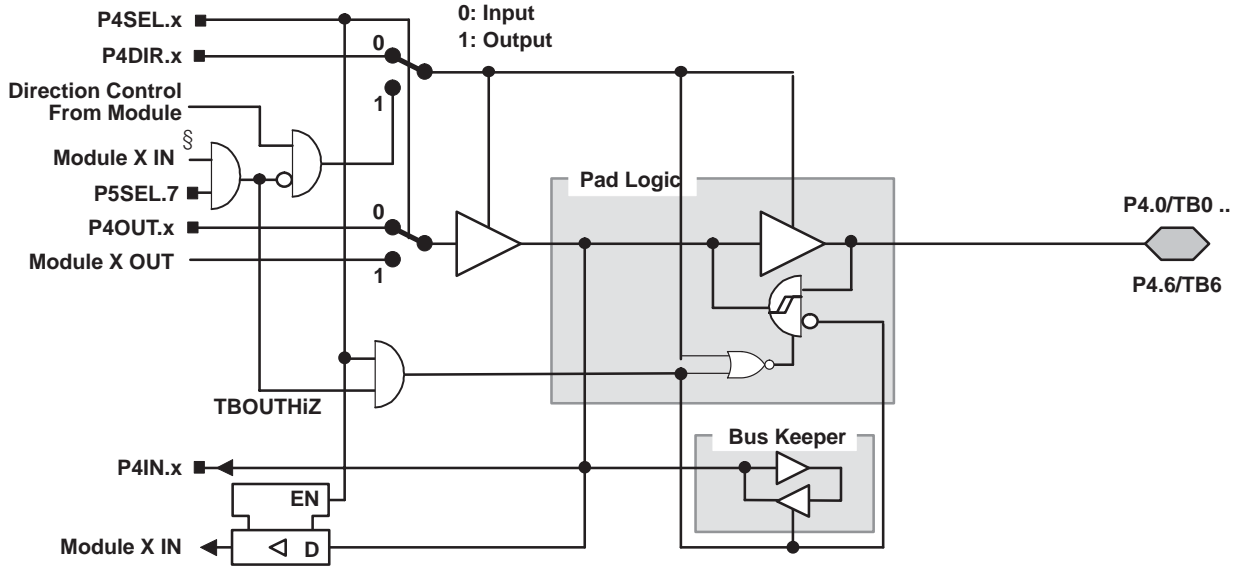 P4SEL.x
0: Input
1: Output
P4DIR.x
0
Direction Control
From Module
1
§
Module X IN
P5SEL.7
Pad Logic
P4OUT.x
0
P4.0/TB0 ..
Module X OUT
1
P4.6/TB6
TBOUTHiZ
Bus Keeper
P4IN.x
EN
Module X IN
D